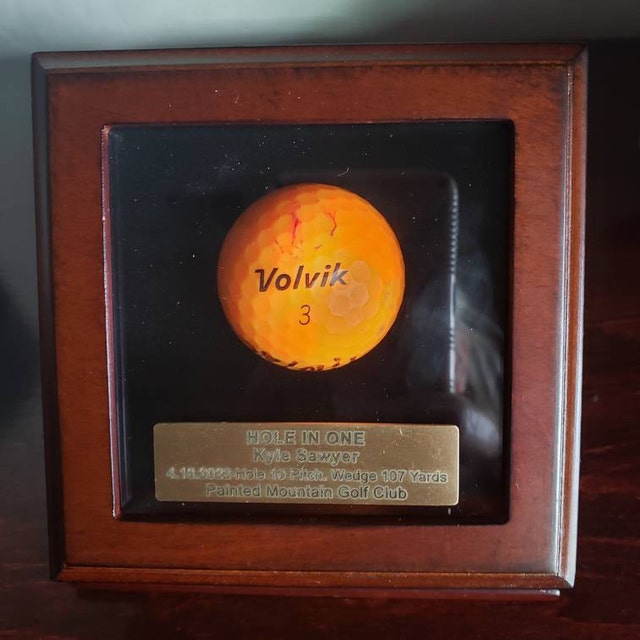 Volvik
3
HOLE IN ONE
Kyle Sawyer
Pitch. Wedge 107 Yards
Painted Mountain Golf Club